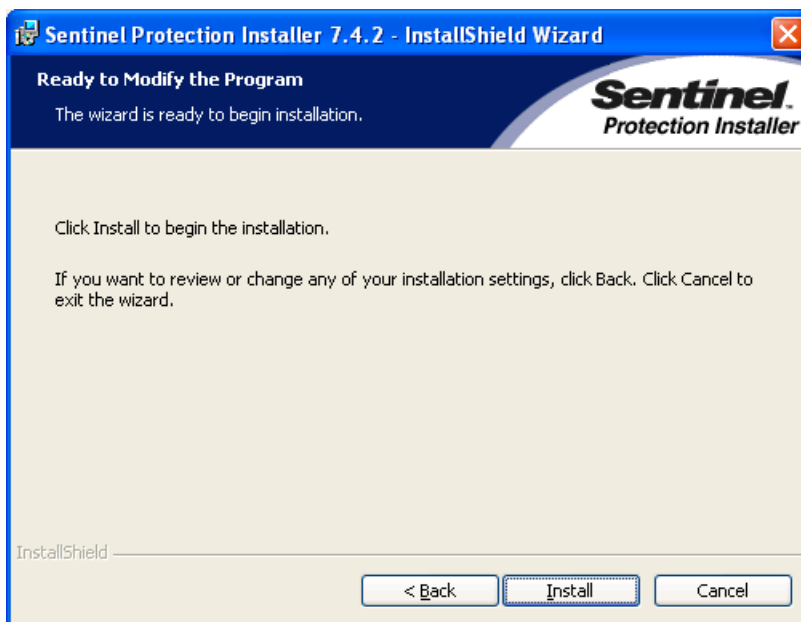 Sentinel Protection Installer 7.4.2 - InstallShield Wizard
Ready to Modify the Program
The wizard is ready to begin installation.
Sentinel.
Protection Installer
Click Install to begin the installation.
If you want to review or change any of your installation settings, click Back. Click Cancel to
exit the wizard.
InstallShield
< Back Install Cancel